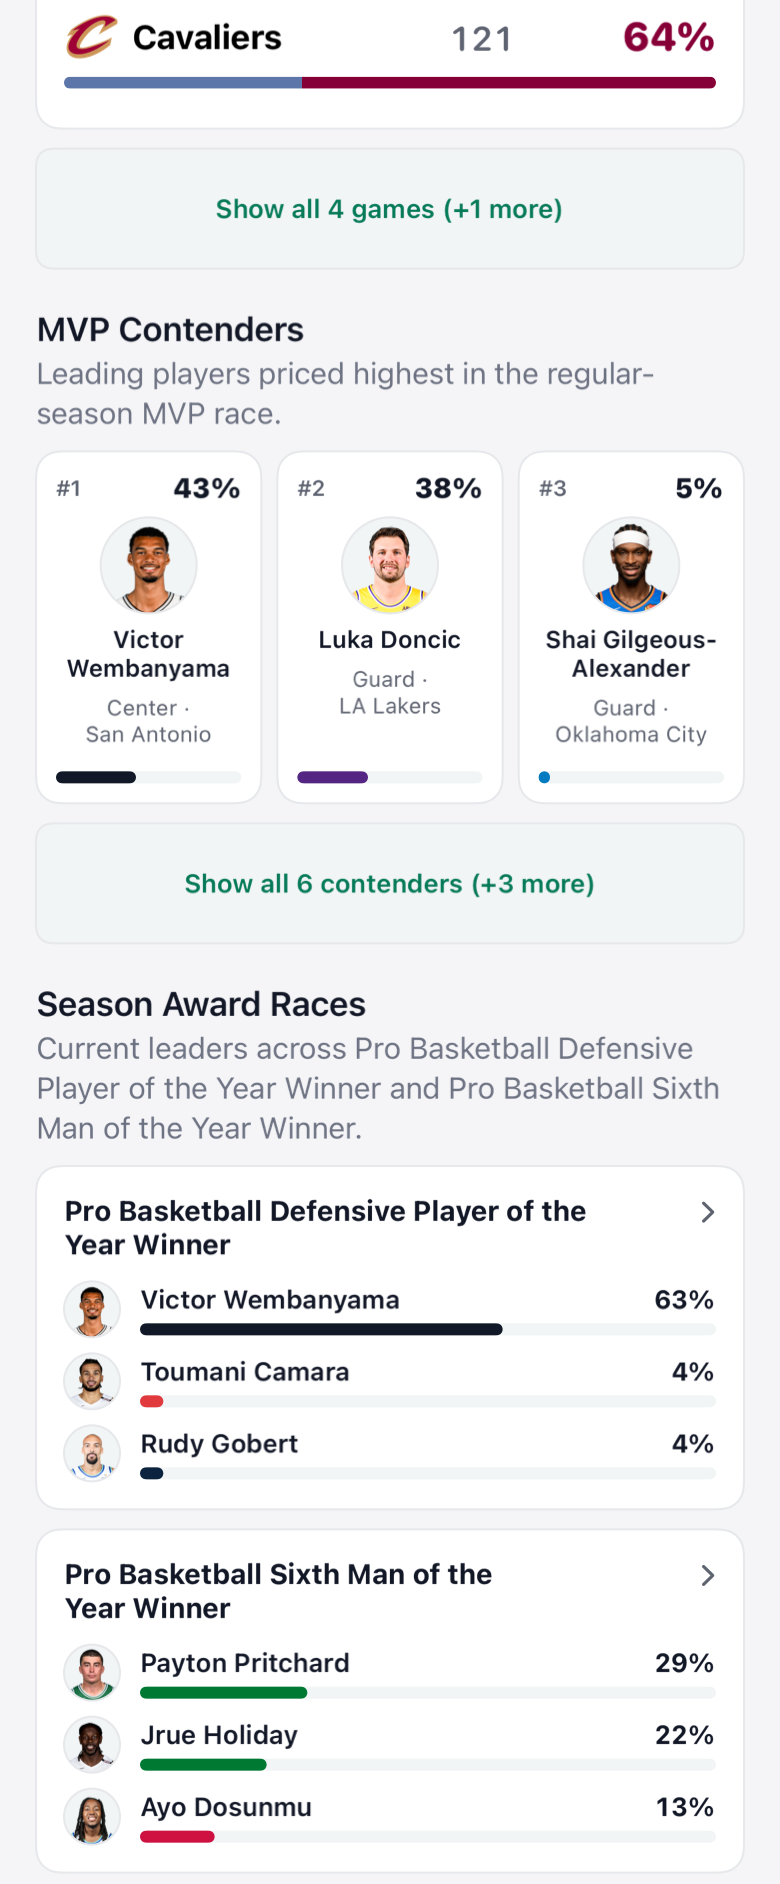 Cavaliers 121 64%
Show all 4 games (+1 more)
MVP Contenders
Leading players priced highest in the regular-
season MVP race.
#1 43%
Victor
Wembanyama
Center ·
San Antonio
#2 38%
Luka Doncic
Guard ·
LA Lakers
#3 5%
Shai Gilgeous-
Alexander
Guard ·
Oklahoma City
Show all 6 contenders (+3 more)
Season Award Races
Current leaders across Pro Basketball Defensive
Player of the Year Winner and Pro Basketball Sixth
Man of the Year Winner.
Pro Basketball Defensive Player of the
Year Winner
Victor Wembanyama 63%
Toumani Camara 4%
Rudy Gobert 4%
Pro Basketball Sixth Man of the
Year Winner
Payton Pritchard 29%
Jrue Holiday 22%
Ayo Dosunmu 13%